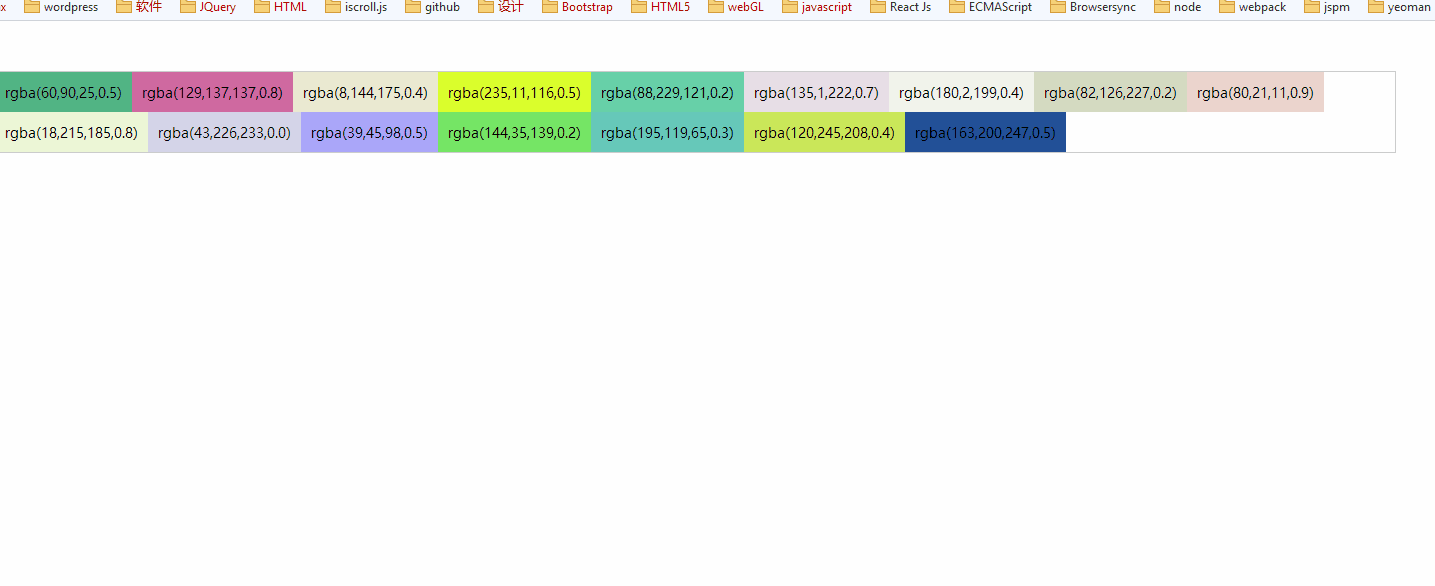 x wordpress 软件 JQuery HTML iscroll.js github 设计 Bootstrap HTML5 webGL javascript React Js ECMAScript Browsersync node webpack jspm yeoman
rgba(60,90,25,0.5) rgba(129,137,137,0.8) rgba(8,144,175,0.4) rgba(235,11,116,0.5) rgba(88,229,121,0.2) rgba(135,1,222,0.7) rgba(180,2,199,0.4) rgba(82,126,227,0.2) rgba(80,21,11,0.9)
rgba(18,215,185,0.8) rgba(43,226,233,0.0) rgba(39,45,98,0.5) rgba(144,35,139,0.2) rgba(195,119,65,0.3) rgba(120,245,208,0.4) rgba(163,200,247,0.5)